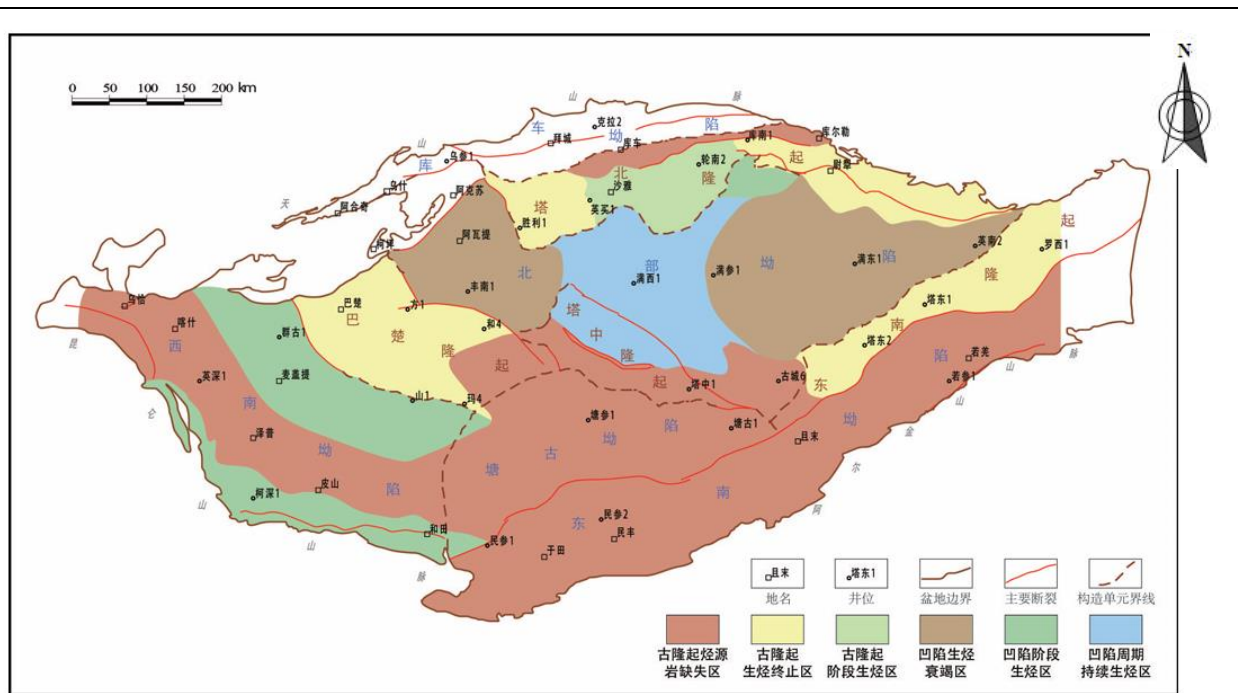 N
0 50 100 150 200 km
山 脉
克拉2
车
拜城
坳 陷
库车
库南1
库尔勒
山
乌参1
库
起
轮南2
尉犁
北
隆
乌什
阿克苏
沙雅
天
阿合奇
塔
英买1
胜利1
起
柯坪
阿瓦提
英南2
罗西1
北 部 坳 陷
满东1
隆
满参1
满西1
丰南1
乌恰
巴楚
方1
塔东1
塔
南
喀什
巴
和4
中
群古1
楚
隆
塔东2
昆
西
隆
陷
若羌
脉
起
起
英深1
麦盖提
塔中1
古城6
东
若参1
山
南
山1
玛4
山
仑
塘参1
塘古1
金
泽普
坳
塘 古 坳 陷
且末
坳
尔
陷
皮山
南
柯深1
阿
山
东
民参2
和田
民丰
山
民参1
于田
脉
且末
塔东1
地名 井位 盆地边界 主要断裂 构造单元界线
古隆起烃源 古隆起 古隆起 凹陷生烃 凹陷阶段 凹陷周期
岩缺失区 生烃终止区 阶段生烃区 衰竭区 生烃区 持续生烃区